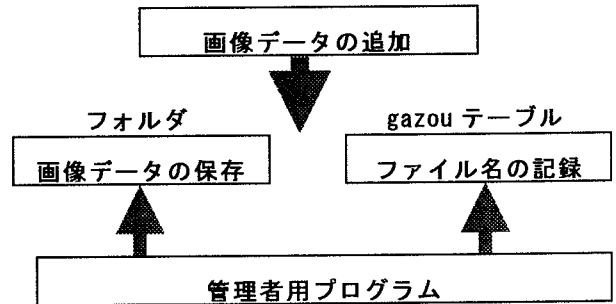 画像データの追加
フォルダ
gazou テーブル
画像データの保存
ファイル名の記録
管理者用プログラム